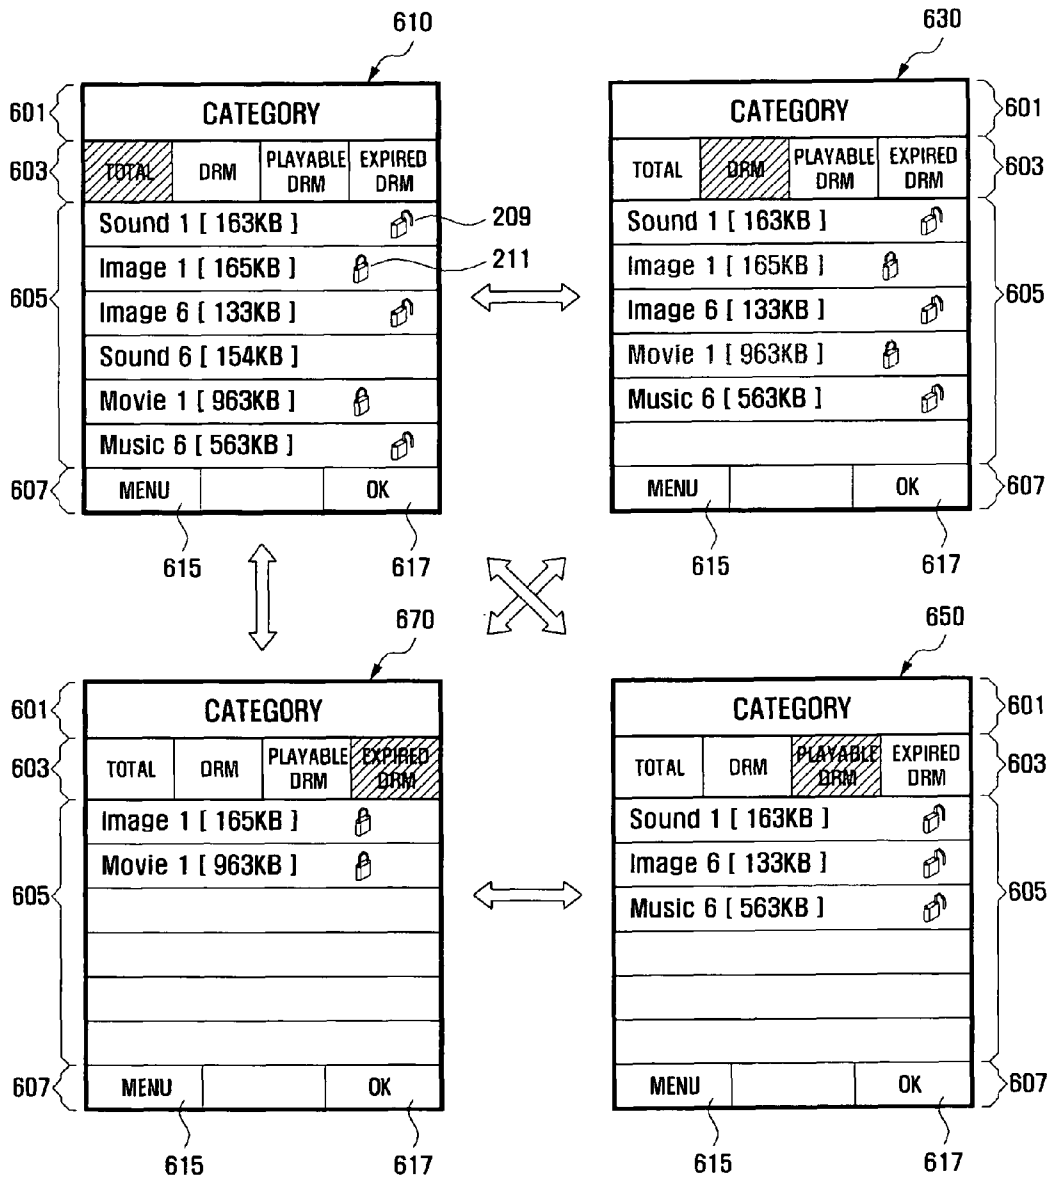 610
630
601 CATEGORY CATEGORY 601
603 TOTAL DRM PLAYABLE DRM EXPIRED DRM
TOTAL DRM PLAYABLE DRM EXPIRED DRM 603
605
Sound 1 [ 163KB ] 209
Image 1 [ 165KB ] 211
Image 6 [ 133KB ]
Sound 6 [ 154KB ]
Movie 1 [ 963KB ]
Music 6 [ 563KB ]
Sound 1 [ 163KB ]
Image 1 [ 165KB ]
Image 6 [ 133KB ]
Movie 1 [ 963KB ]
Music 6 [ 563KB ]
605
607 MENU OK
MENU OK 607
615 617
615 617
670
650
601 CATEGORY CATEGORY 601
603 TOTAL DRM PLAYABLE DRM EXPIRED DRM
TOTAL DRM PLAYABLE DRM EXPIRED DRM 603
605
Image 1 [ 165KB ]
Movie 1 [ 963KB ]
Sound 1 [ 163KB ]
Image 6 [ 133KB ]
Music 6 [ 563KB ]
605
607 MENU OK
MENU OK 607
615 617
615 617